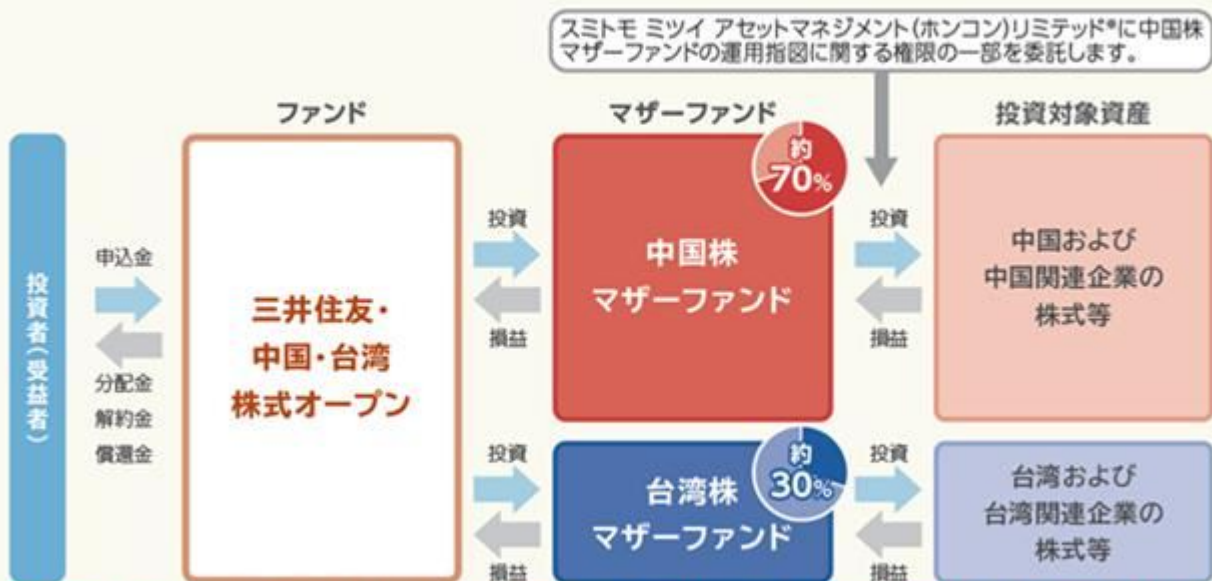 スミトモ ミツイ アセットマネジメント(ホンコン)リミテッド※に中国株
マザーファンドの運用指図に関する権限の一部を委託します。
ファンド
マザーファンド
投資対象資産
投資者(受益者)
申込金
分配金
解約金
償還金
三井住友・
中国・台湾
株式オープン
投資
損益
約
70%
中国株
マザーファンド
投資
損益
中国および
中国関連企業の
株式等
投資
損益
約
30%
台湾株
マザーファンド
投資
損益
台湾および
台湾関連企業の
株式等